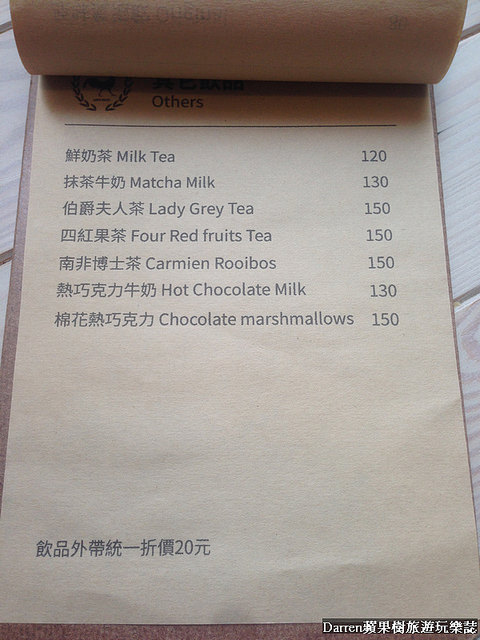 Others
鮮奶茶 Milk Tea 120
抹茶牛奶 Matcha Milk 130
伯爵夫人茶 Lady Grey Tea 150
四紅果茶 Four Red fruits Tea 150
南非博士茶 Carmien Rooibos 150
熱巧克力牛奶 Hot Chocolate Milk 130
棉花熱巧克力 Chocolate marshmallows 150
飲品外帶統一折價20元
Darren蘋果樹旅遊玩樂誌